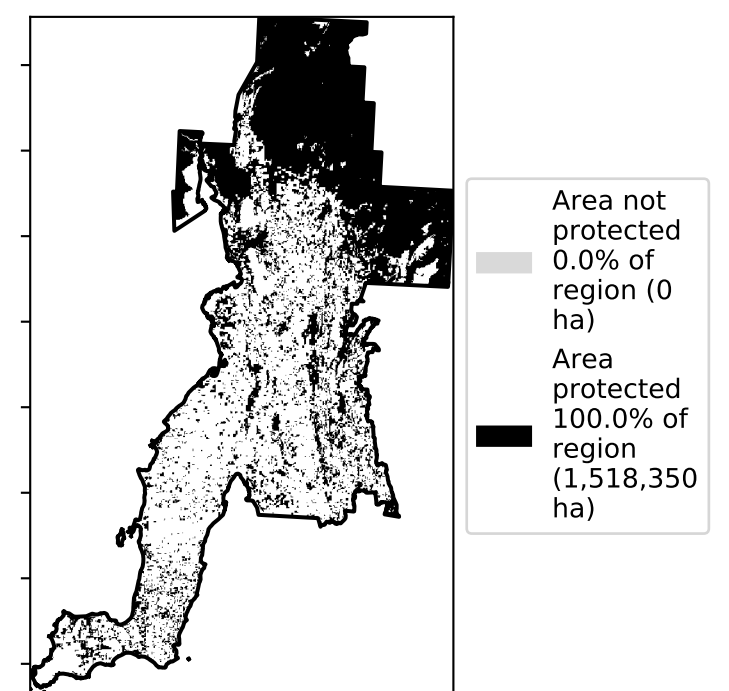 Area not
protected
0.0% of
region (0
ha)
Area
protected
100.0% of
region
(1,518,350
ha)